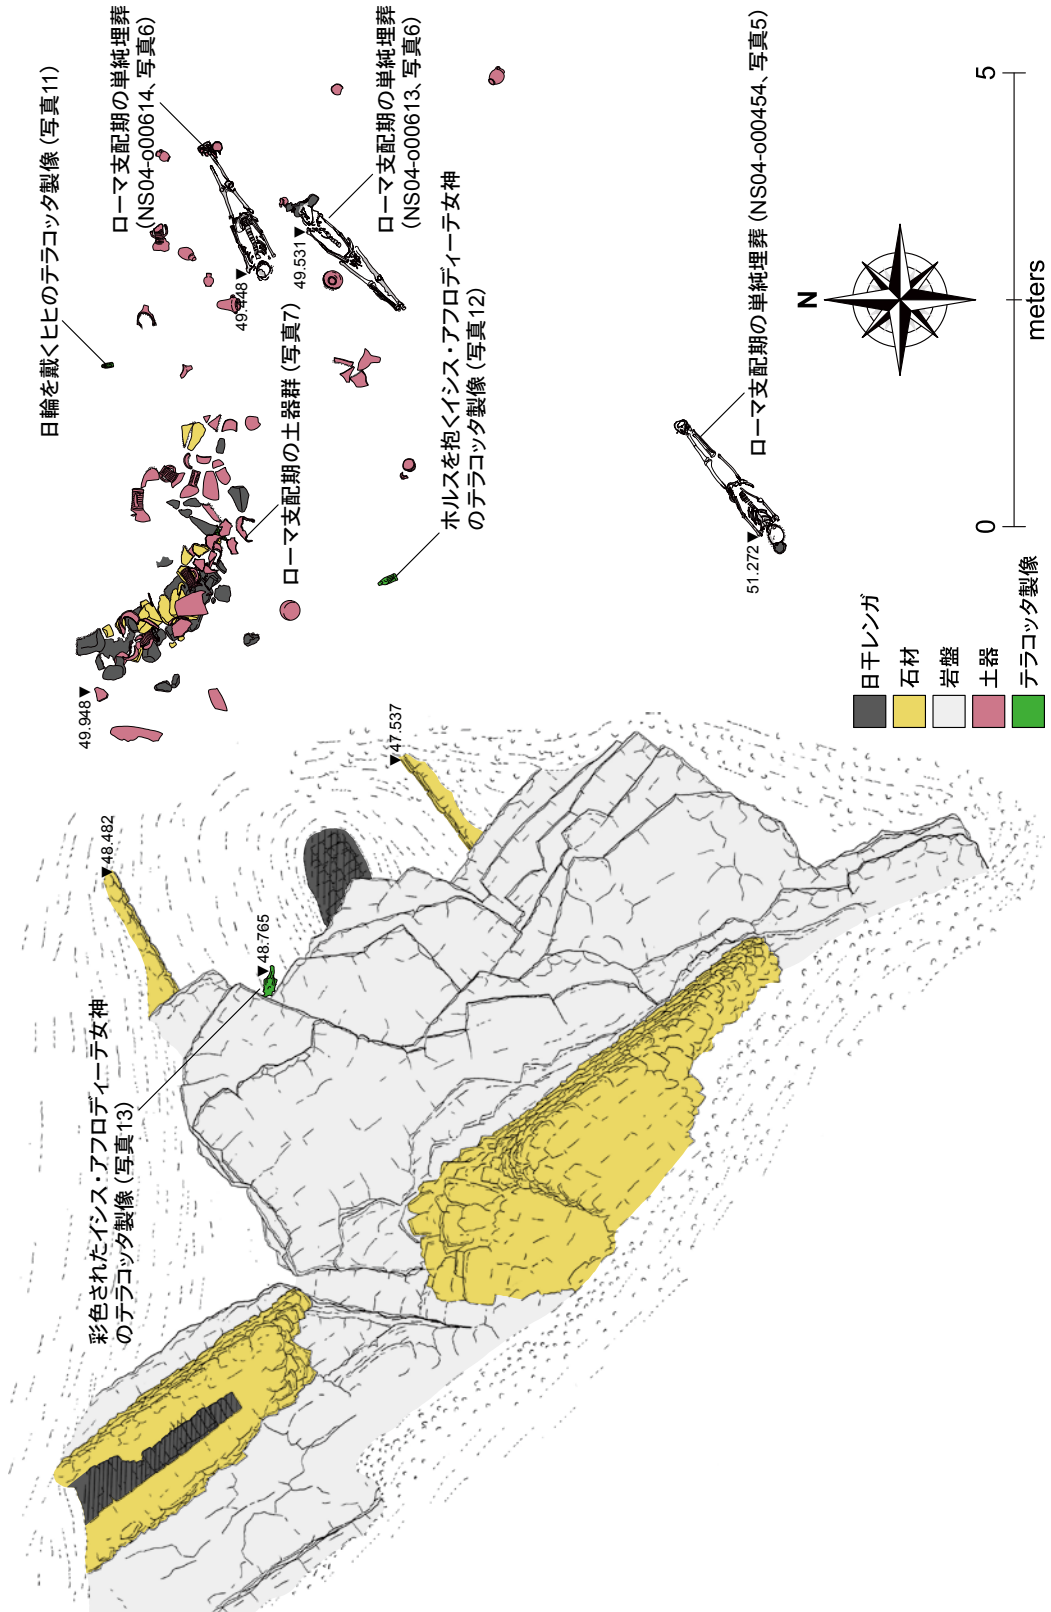 日輪を戴くヒヒのテラコッタ製像（写真11）
ローマ支配期の単純埋葬
（NS04-o00614、写真6）
ローマ支配期の単純埋葬
（NS04-o00613、写真6）
ホルスを抱くイシス・アフロディーテ女神
のテラコッタ製像（写真12）
ローマ支配期の単純埋葬（NS04-o00454、写真5）
ローマ支配期の土器群（写真7）
彩色されたイシス・アフロディーテ女神
のテラコッタ製像（写真13）
49.448
49.531
51.272
49.948
47.537
48.482
48.765
N
0
5
meters
日干レンガ
石材
岩盤
土器
テラコッタ製像